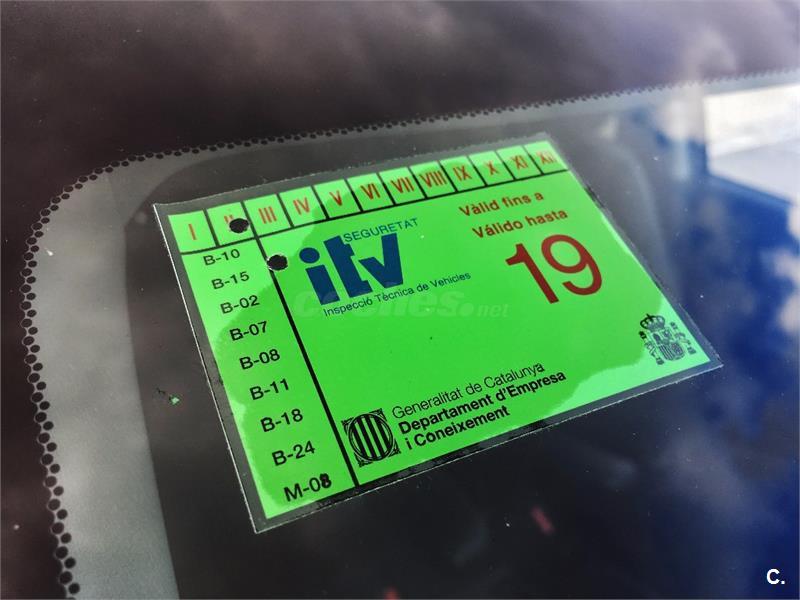 I II III IV V VI VII VIII IX X XI XII
B-10
B-15
B-02
B-07
B-08
B-11
B-18
B-24
M-08
SEGURETAT
itv
Inspecció Tècnica de Vehicles
Vàlid fins a
Válido hasta
19
coches.net
Generalitat de Catalunya
Departament d'Empresa
i Coneixement
C.